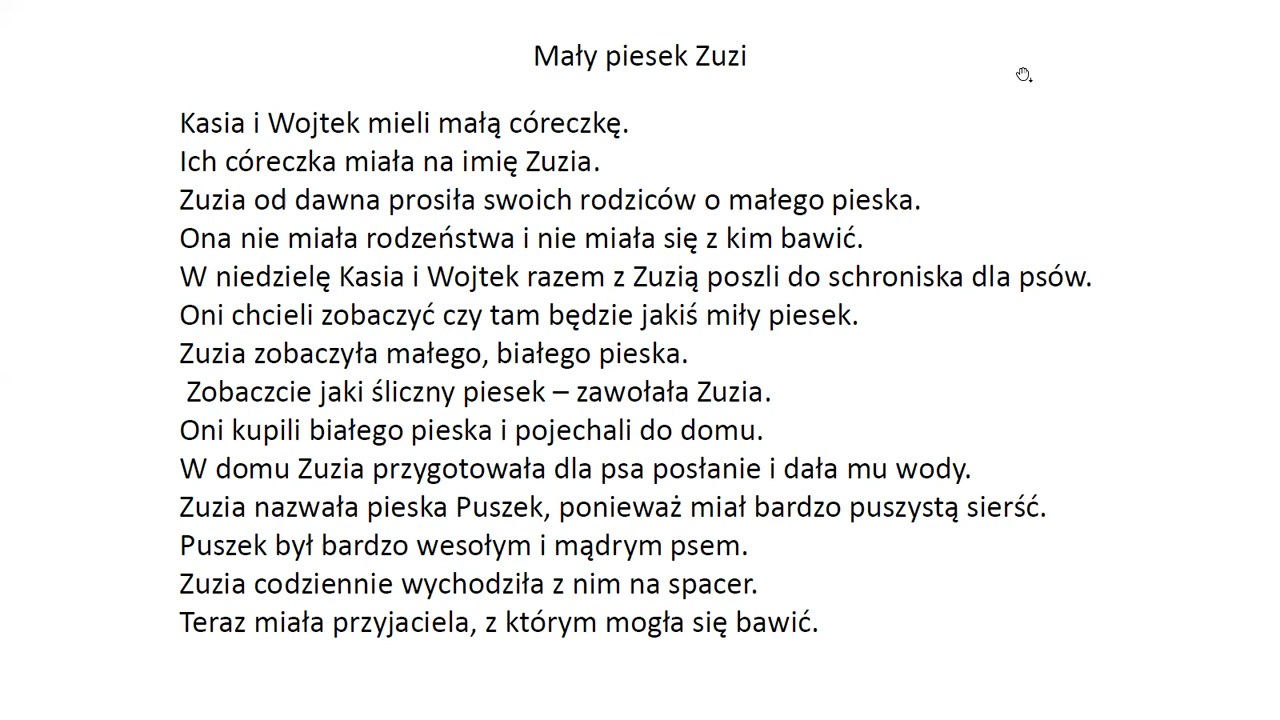 Mały piesek Zuzi
Kasia i Wojtek mieli małą córeczkę.
Ich córeczka miała na imię Zuzia.
Zuzia od dawna prosiła swoich rodziców o małego pieska.
Ona nie miała rodzeństwa i nie miała się z kim bawić.
W niedzielę Kasia i Wojtek razem z Zuzią poszli do schroniska dla psów.
Oni chcieli zobaczyć czy tam będzie jakiś miły piesek.
Zuzia zobaczyła małego, białego pieska.
Zobaczcie jaki śliczny piesek – zawołała Zuzia.
Oni kupili białego pieska i pojechali do domu.
W domu Zuzia przygotowała dla psa posłanie i dała mu wody.
Zuzia nazwała pieska Puszek, ponieważ miał bardzo puszystą sierść.
Puszek był bardzo wesołym i mądrym psem.
Zuzia codziennie wychodziła z nim na spacer.
Teraz miała przyjaciela, z którym mogła się bawić.